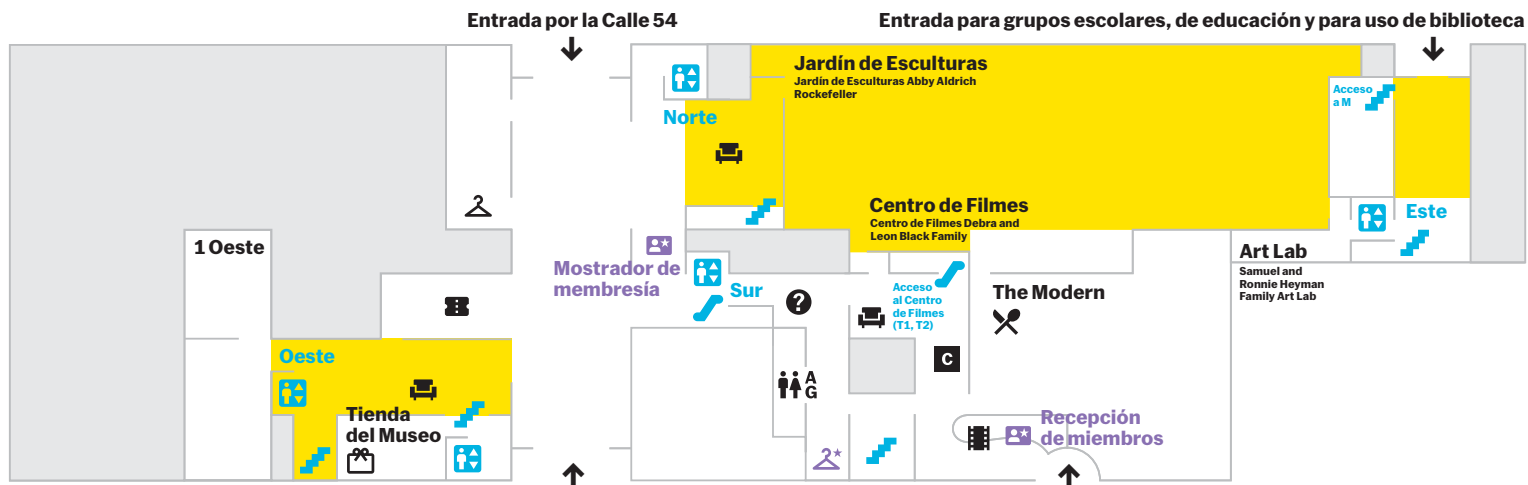 Entrada por la Calle 54
Entrada para grupos escolares, de educación y para uso de biblioteca
Jardín de Esculturas
Jardín de Esculturas Abby Aldrich
Rockefeller
Acceso
a M
Norte
Centro de Filmes
Centro de Filmes Debra and
Leon Black Family
Este
1 Oeste
Mostrador de
membresía
Sur
?
Acceso
al Centro
de Filmes
(T1, T2)
The Modern
Art Lab
Samuel and
Ronnie Heyman
Family Art Lab
Oeste
C
A
G
Tienda
del Museo
Recepción
de miembros